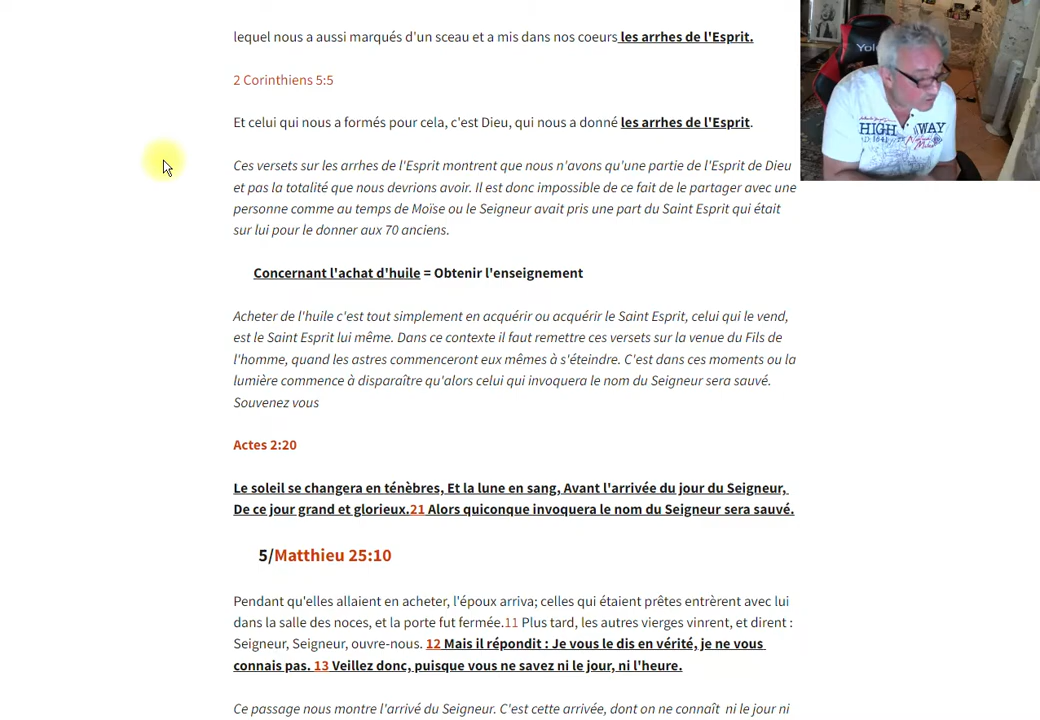 lequel nous a aussi marqués d'un sceau et a mis dans nos coeurs les arrhes de l'Esprit.
2 Corinthiens 5:5
Et celui qui nous a formés pour cela, c'est Dieu, qui nous a donné les arrhes de l'Esprit.
Ces versets sur les arrhes de l'Esprit montrent que nous n'avons qu'une partie de l'Esprit de Dieu
et pas la totalité que nous devrions avoir. Il est donc impossible de ce fait de le partager avec une
personne comme au temps de Moïse ou le Seigneur avait pris une part du Saint Esprit qui était
sur lui pour le donner aux 70 anciens.
Concernant l'achat d'huile = Obtenir l'enseignement
Acheter de l'huile c'est tout simplement en acquérir ou acquérir le Saint Esprit, celui qui le vend,
est le Saint Esprit lui même. Dans ce contexte il faut remettre ces versets sur la venue du Fils de
l'homme, quand les astres commenceront eux mêmes à s'éteindre. C'est dans ces moments ou la
lumière commence à disparaître qu'alors celui qui invoquera le nom du Seigneur sera sauvé.
Souvenez vous
Actes 2:20
Le soleil se changera en ténèbres, Et la lune en sang, Avant l'arrivée du jour du Seigneur,
De ce jour grand et glorieux.21 Alors quiconque invoquera le nom du Seigneur sera sauvé.
5/Matthieu 25:10
Pendant qu'elles allaient en acheter, l'époux arriva; celles qui étaient prêtes entrèrent avec lui
dans la salle des noces, et la porte fut fermée.11 Plus tard, les autres vierges vinrent, et dirent :
Seigneur, Seigneur, ouvre-nous. 12 Mais il répondit : Je vous le dis en vérité, je ne vous
connais pas. 13 Veillez donc, puisque vous ne savez ni le jour, ni l'heure.
Ce passage nous montre l'arrivé du Seigneur. C'est cette arrivée, dont on ne connaît ni le jour ni
HIGH WAY